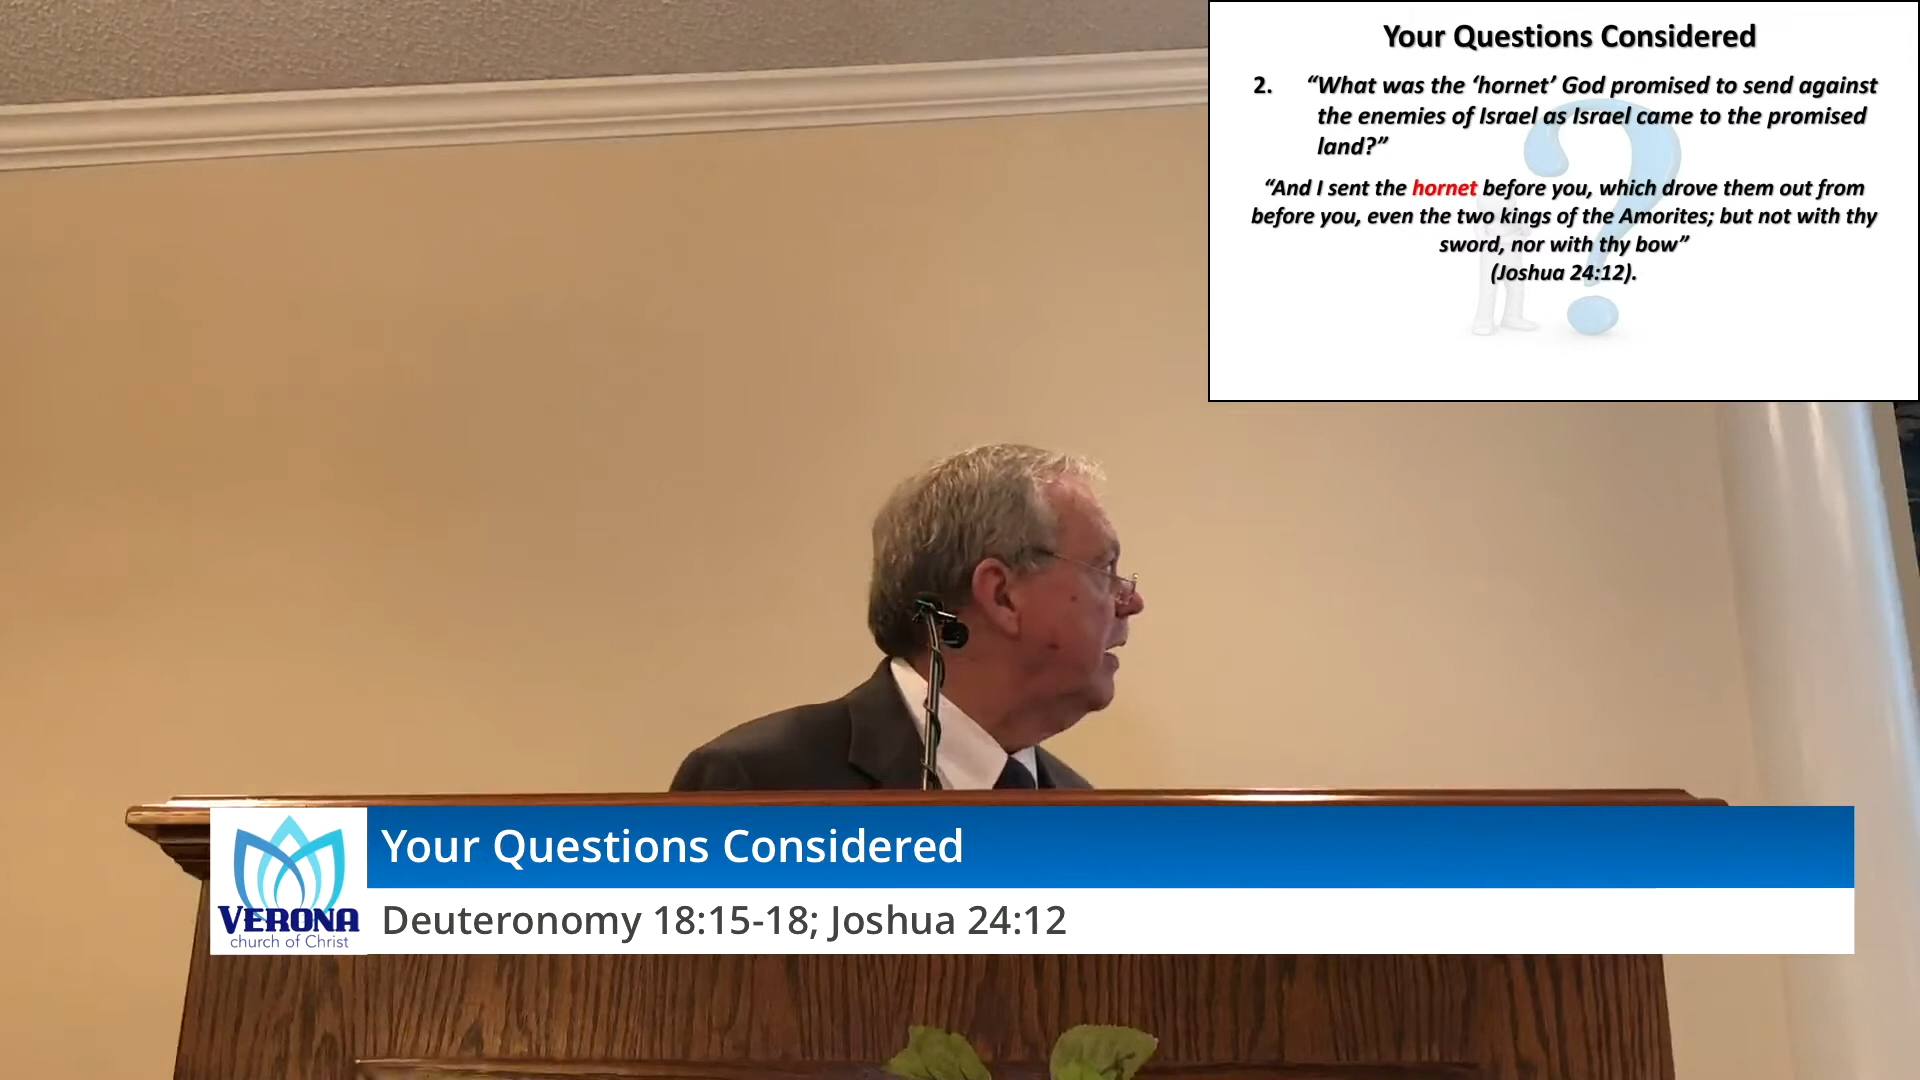 Your Questions Considered
2. “What was the ‘hornet’ God promised to send against
the enemies of Israel as Israel came to the promised
land?”
“And I sent the hornet before you, which drove them out from
before you, even the two kings of the Amorites; but not with thy
sword, nor with thy bow”
(Joshua 24:12).
VERONA
church of Christ
Your Questions Considered
Deuteronomy 18:15-18; Joshua 24:12